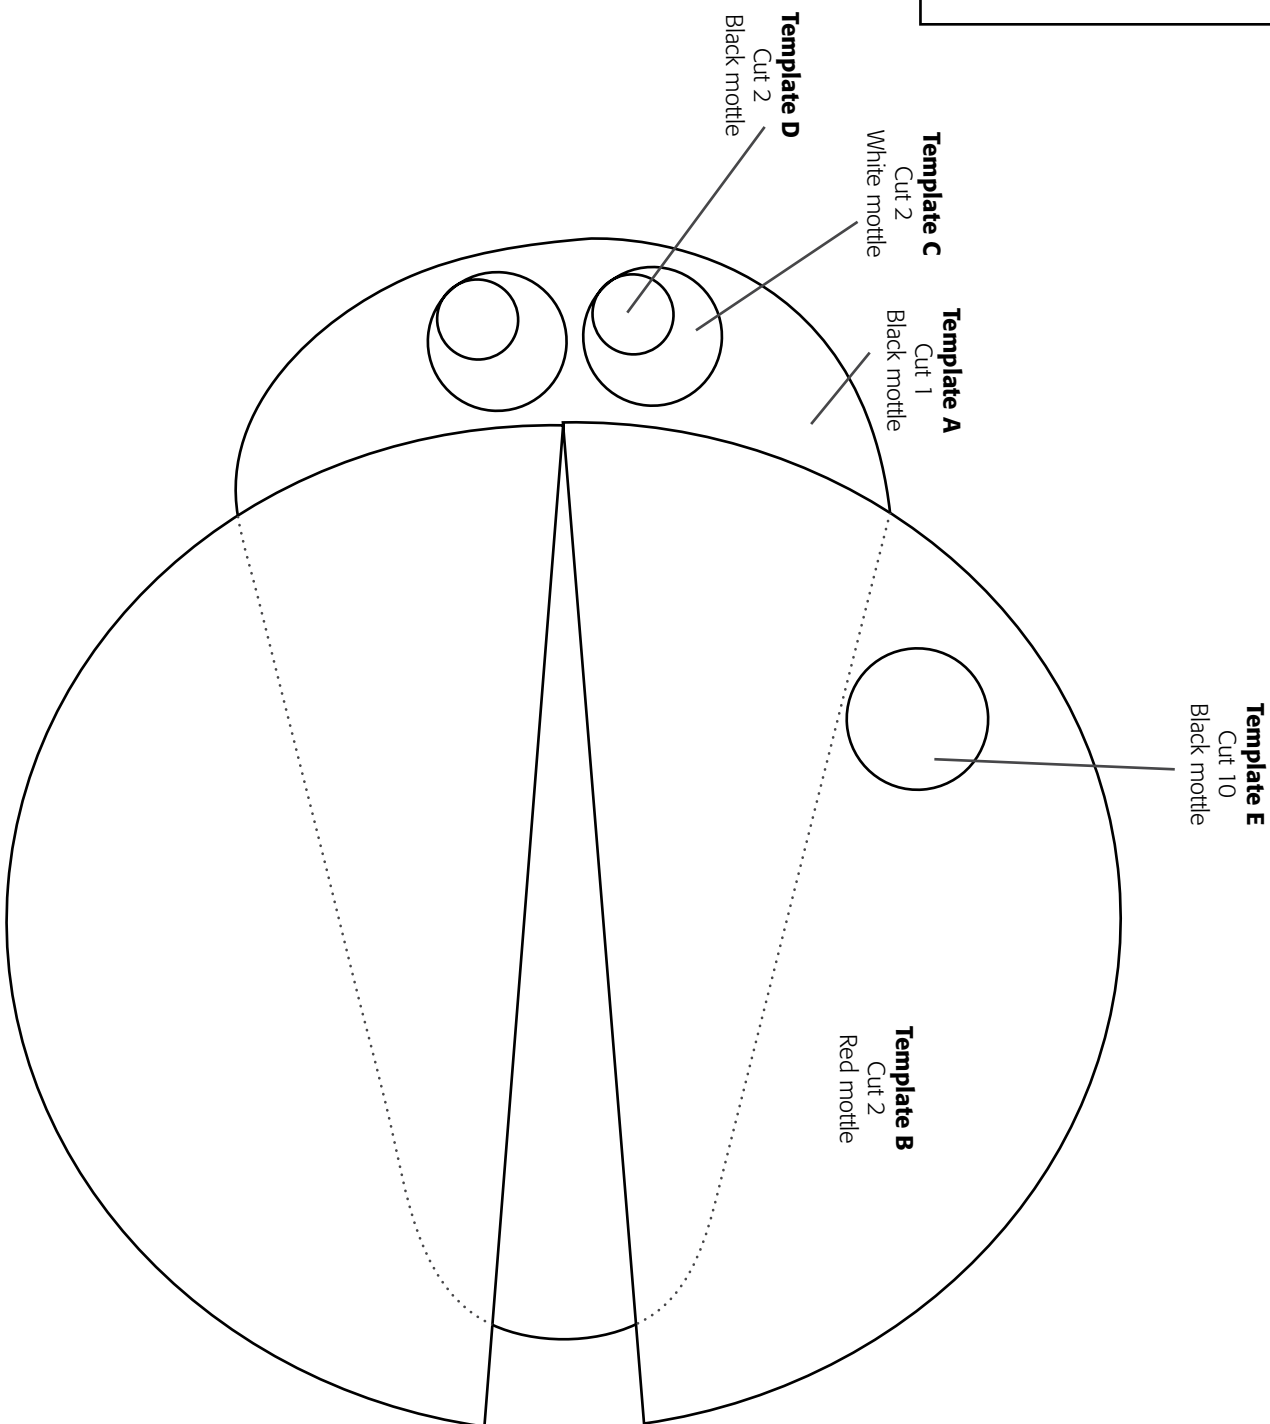 Template D
Cut 2
Black mottle
Template C
Cut 2
White mottle
Template A
Cut 1
Black mottle
Template E
Cut 10
Black mottle
Template B
Cut 2
Red mottle